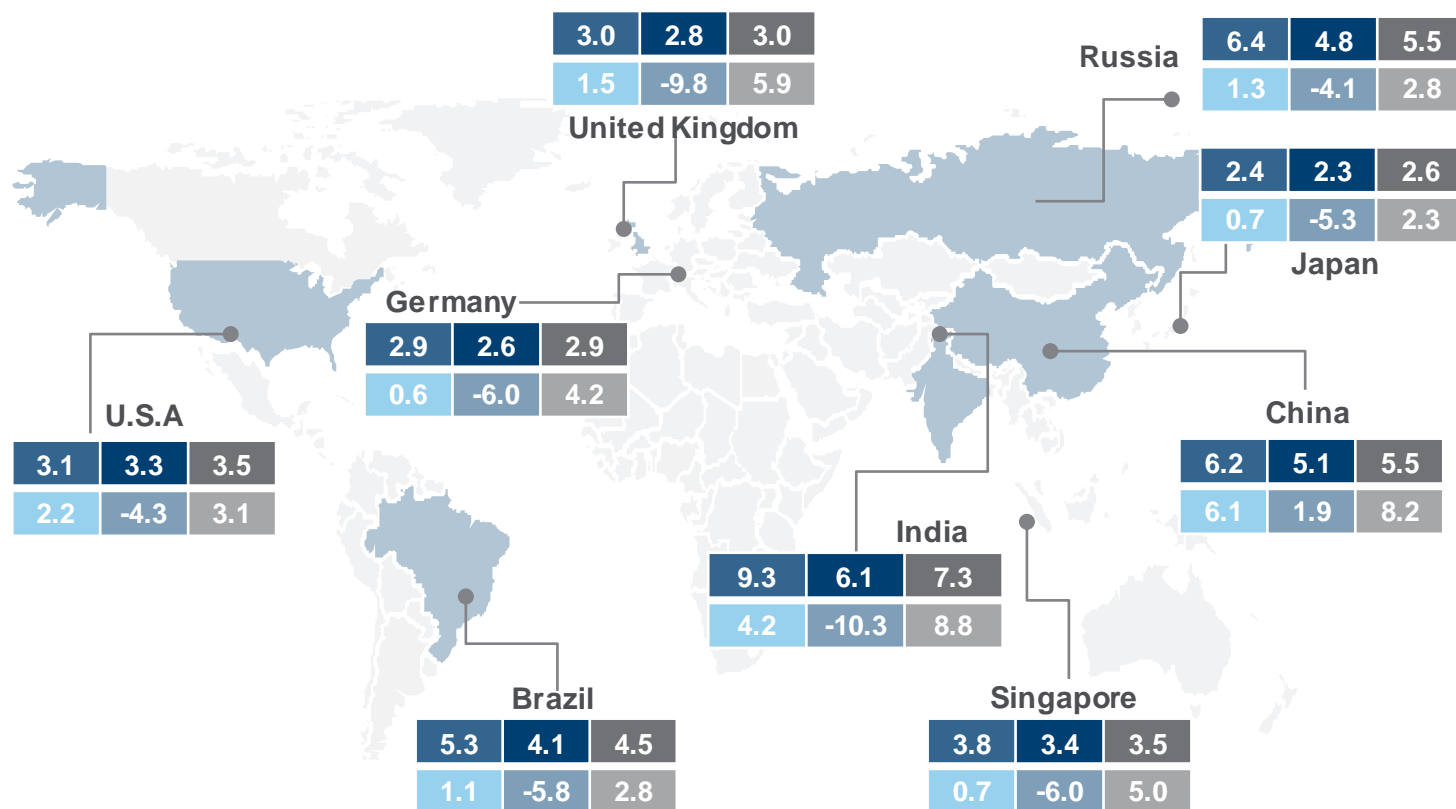 3.0 2.8 3.0
1.5 -9.8 5.9
United Kingdom
Russia
6.4 4.8 5.5
1.3 -4.1 2.8
2.4 2.3 2.6
0.7 -5.3 2.3
Japan
Germany
2.9 2.6 2.9
0.6 -6.0 4.2
U.S.A
3.1 3.3 3.5
2.2 -4.3 3.1
China
6.2 5.1 5.5
6.1 1.9 8.2
India
9.3 6.1 7.3
4.2 -10.3 8.8
Brazil
5.3 4.1 4.5
1.1 -5.8 2.8
Singapore
3.8 3.4 3.5
0.7 -6.0 5.0